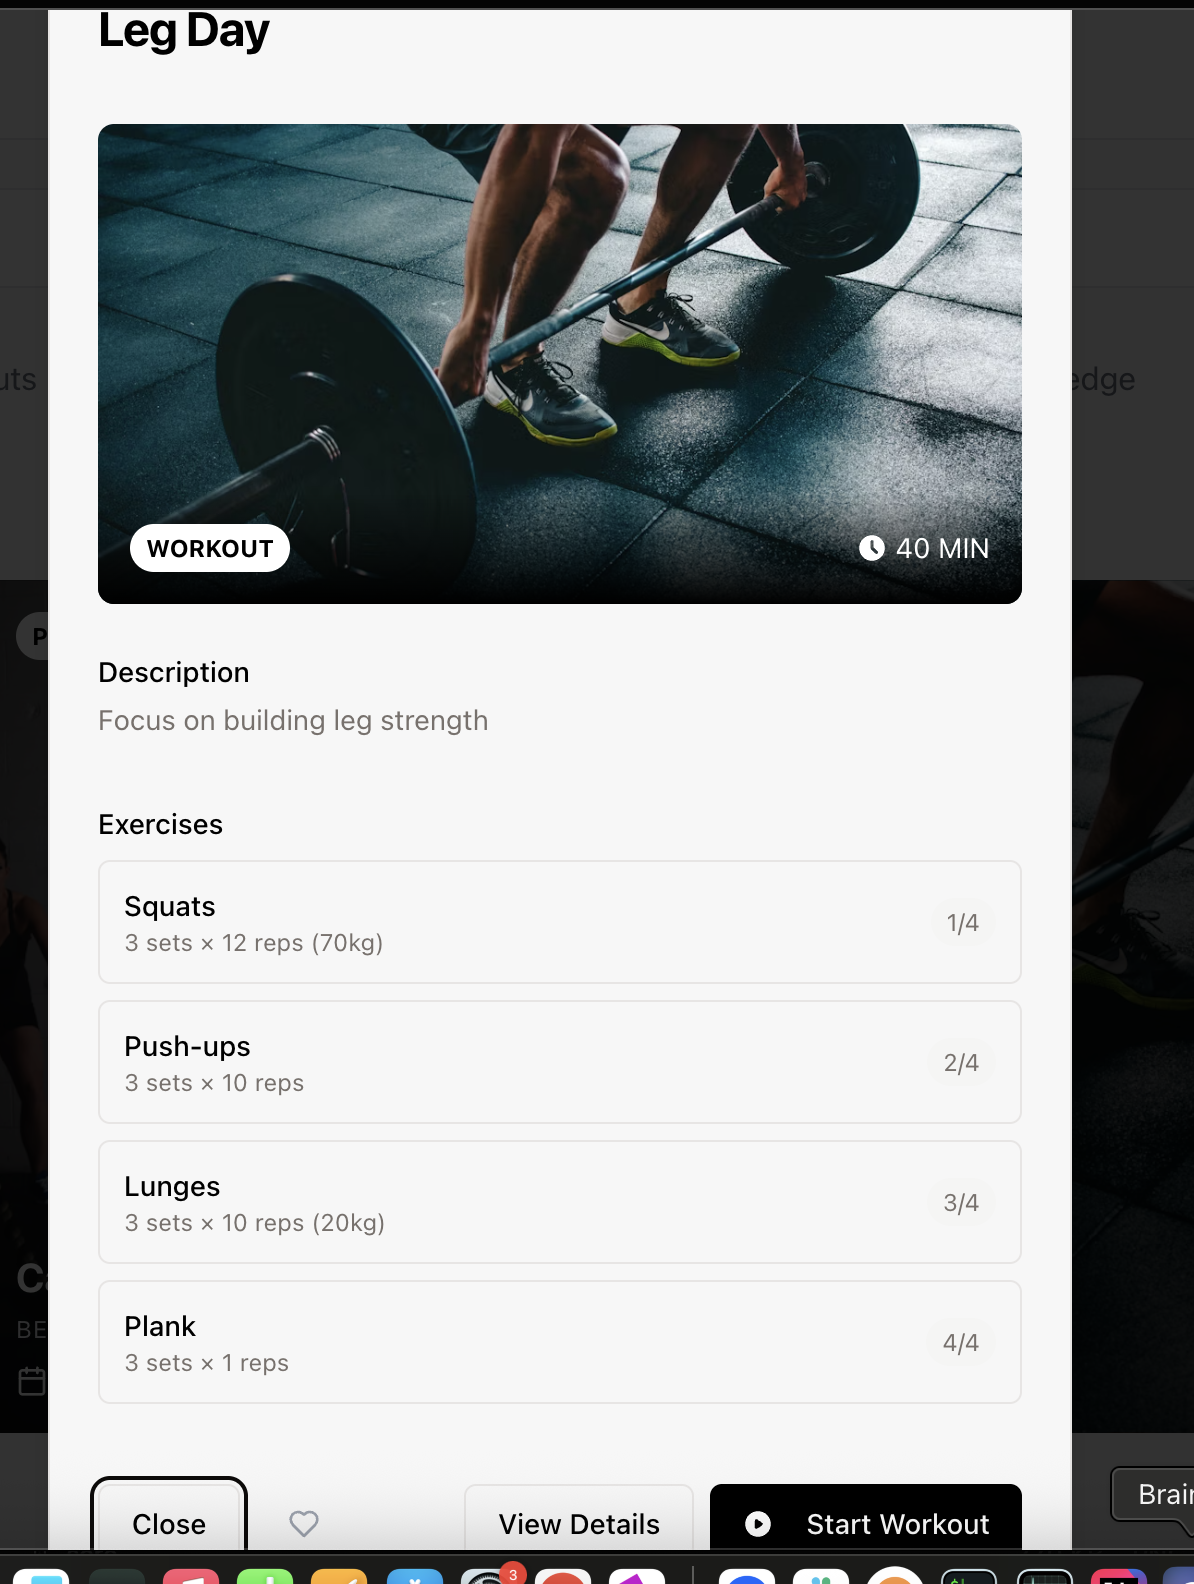 Leg Day
uts
edge
WORKOUT
40 MIN
P
Description
Focus on building leg strength
Exercises
Squats
3 sets × 12 reps (70kg)
1/4
Push-ups
3 sets × 10 reps
2/4
Lunges
3 sets × 10 reps (20kg)
3/4
Ca
BE
Plank
3 sets × 1 reps
4/4
Close
View Details
Start Workout
Brain
3